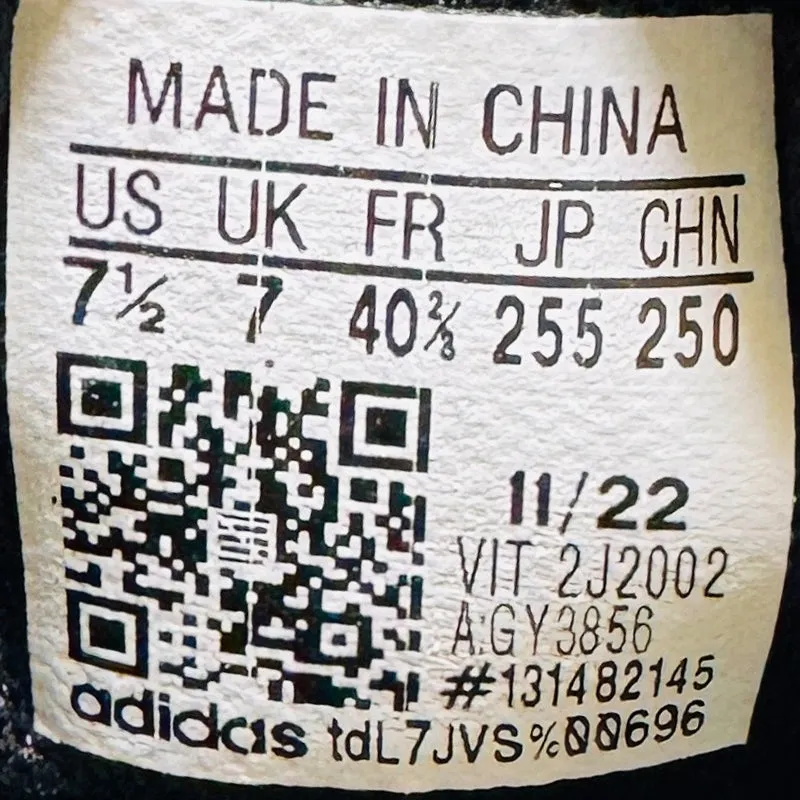 MADE IN CHINA
US UK FR JP CHN
7½ 7 40⅔ 255 250
11/22
VIT 2J2002
A:GY3856
#131482145
adidas tdL7JVS%00696